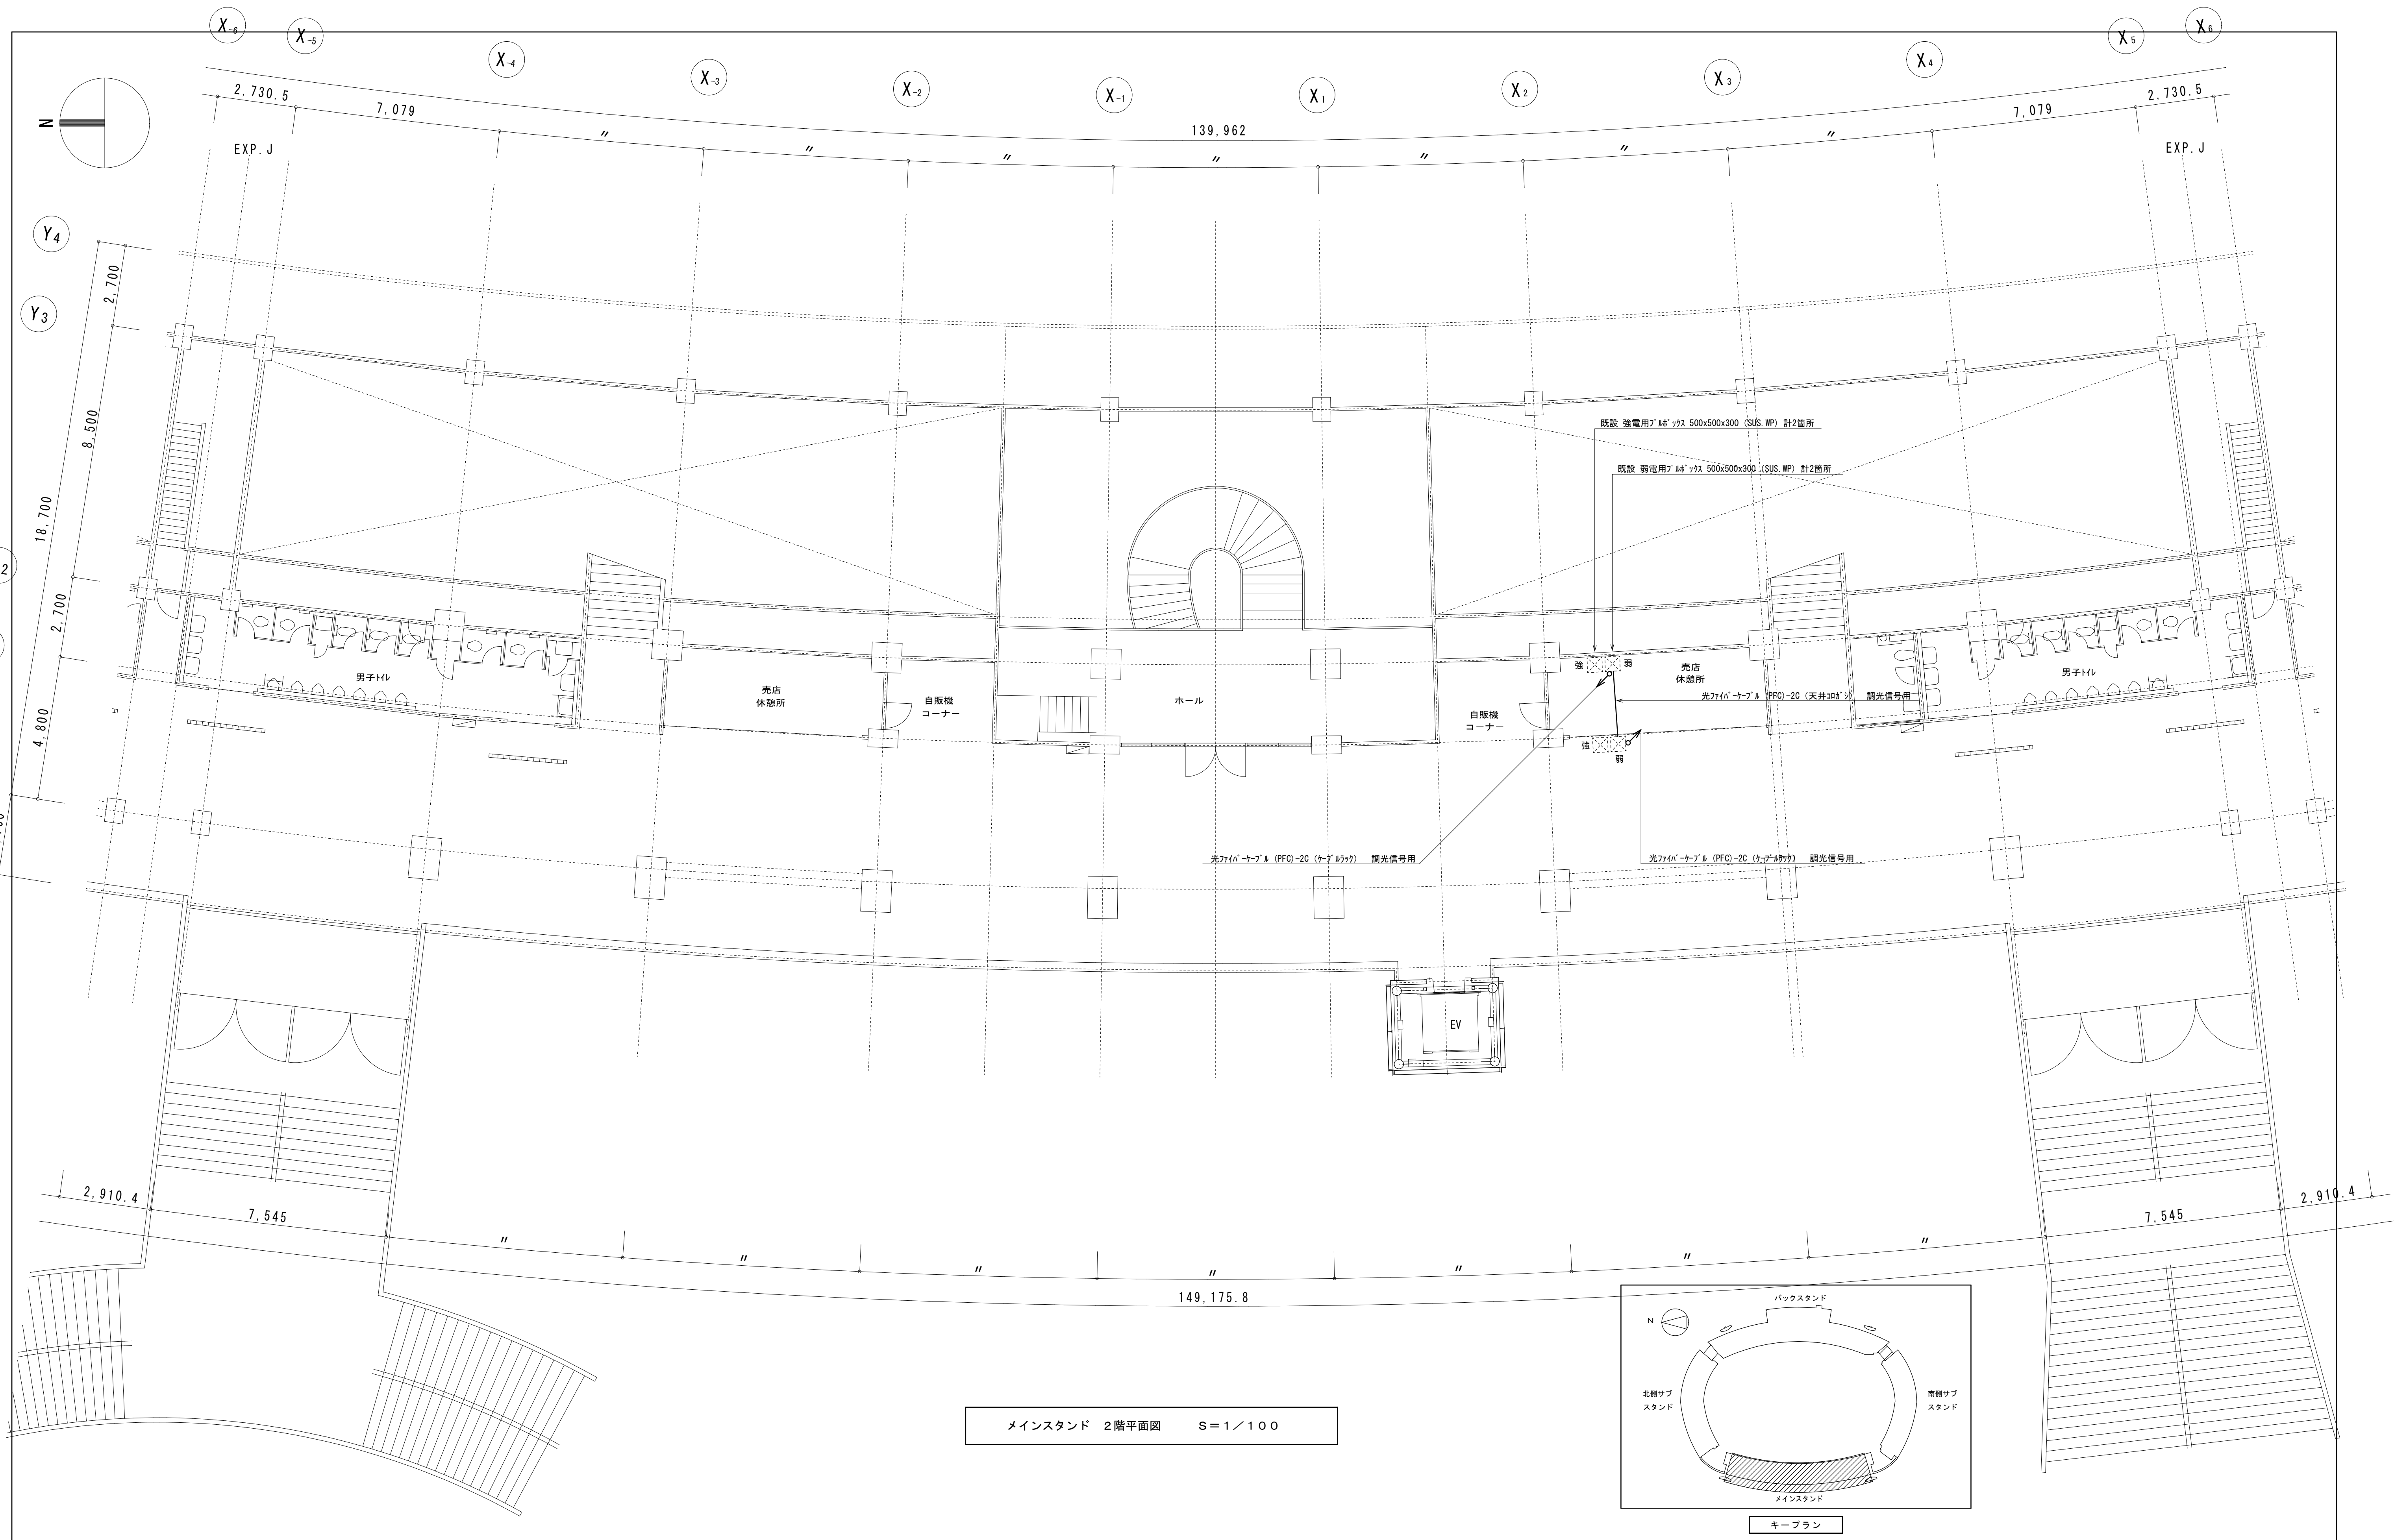 X-6
X-5
X-4
X-3
X-2
X-1
X1
X2
X3
X4
X5
X6
N
2,730.5
7,079
〃
〃
〃
139,962
〃
〃
〃
〃
7,079
2,730.5
EXP.J
EXP.J
Y4
Y3
2
2,700
8,500
18,700
2,700
4,800
既設 強電用プルボックス 500x500x300 (SUS.WP) 計2箇所
既設 弱電用プルボックス 500x500x300 (SUS.WP) 計2箇所
男子トイレ
売店
休憩所
自販機
コーナー
ホール
自販機
コーナー
強
弱
売店
休憩所
男子トイレ
光ファイバーケーブル (PFC)-2C (天井コロガシ) 調光信号用
強
弱
光ファイバーケーブル (PFC)-2C (ケーブルラック) 調光信号用
光ファイバーケーブル (PFC)-2C (ケーブルラック) 調光信号用
EV
2,910.4
7,545
〃
〃
〃
〃
〃
〃
〃
7,545
2,910.4
149,175.8
メインスタンド 2階平面図 S=1/100
バックスタンド
N
北側サブ
スタンド
南側サブ
スタンド
メインスタンド
キープラン